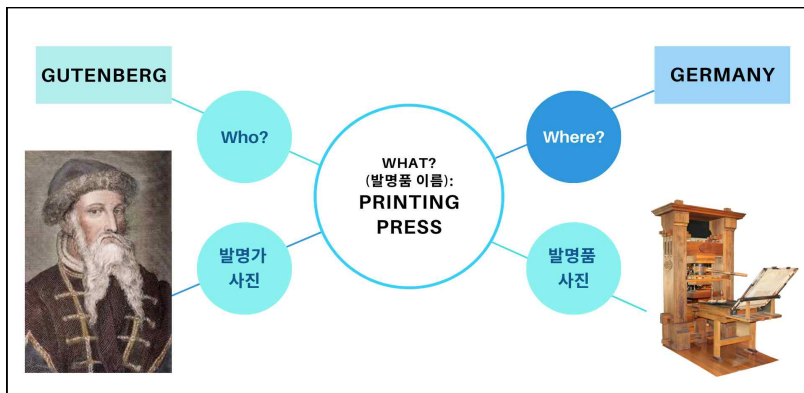 GUTENBERG
GERMANY
Who?
Where?
WHAT?
(발명품 이름):
PRINTING
PRESS
발명가
사진
발명품
사진